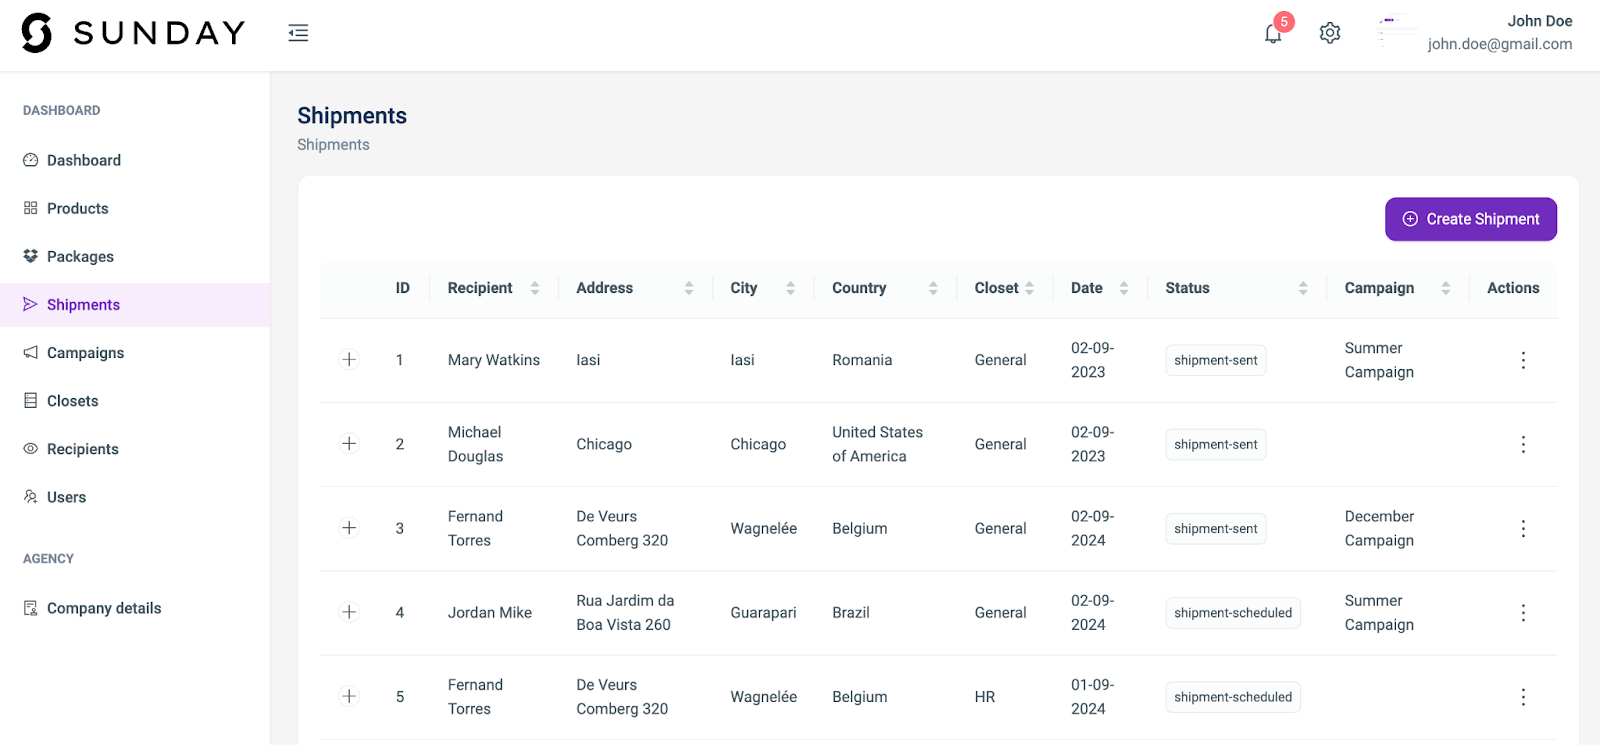 SUNDAY
5
John Doe
john.doe@gmail.com
DASHBOARD
Dashboard
Products
Packages
Shipments
Campaigns
Closets
Recipients
Users
AGENCY
Company details
Shipments
Shipments
Create Shipment
ID Recipient Address City Country Closet Date Status Campaign Actions
1 Mary Watkins Iasi Iasi Romania General 02-09-2023 shipment-sent Summer Campaign
2 Michael Douglas Chicago Chicago United States of America General 02-09-2023 shipment-sent
3 Fernand Torres De Veurs Comberg 320 Wagnelée Belgium General 02-09-2024 shipment-sent December Campaign
4 Jordan Mike Rua Jardim da Boa Vista 260 Guarapari Brazil General 02-09-2024 shipment-scheduled Summer Campaign
5 Fernand Torres De Veurs Comberg 320 Wagnelée Belgium HR 01-09-2024 shipment-scheduled